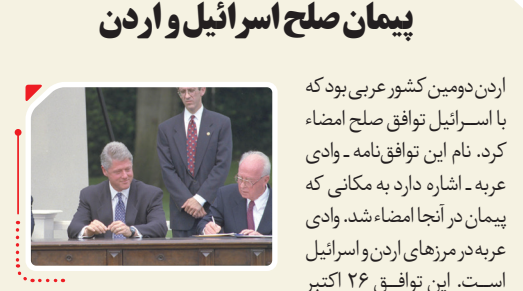 پیمان صلح اسرائیل و اردن
اردن دومین کشور عربی بود که
با اسرائیل توافق صلح امضاء
کرد. نام این توافق‌نامه ـ وادی
عربه ـ اشاره دارد به مکانی که
پیمان در آنجا امضاء شد. وادی
عربه در مرزهای اردن و اسرائیل
است. این توافق ۲۶ اکتبر